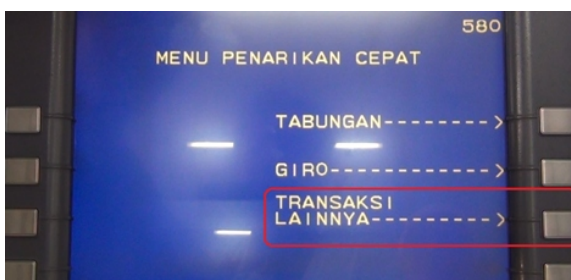 580
MENU PENARIKAN CEPAT
TABUNGAN-------->
GIRO------------>
TRANSAKSI
LAINNYA--------->